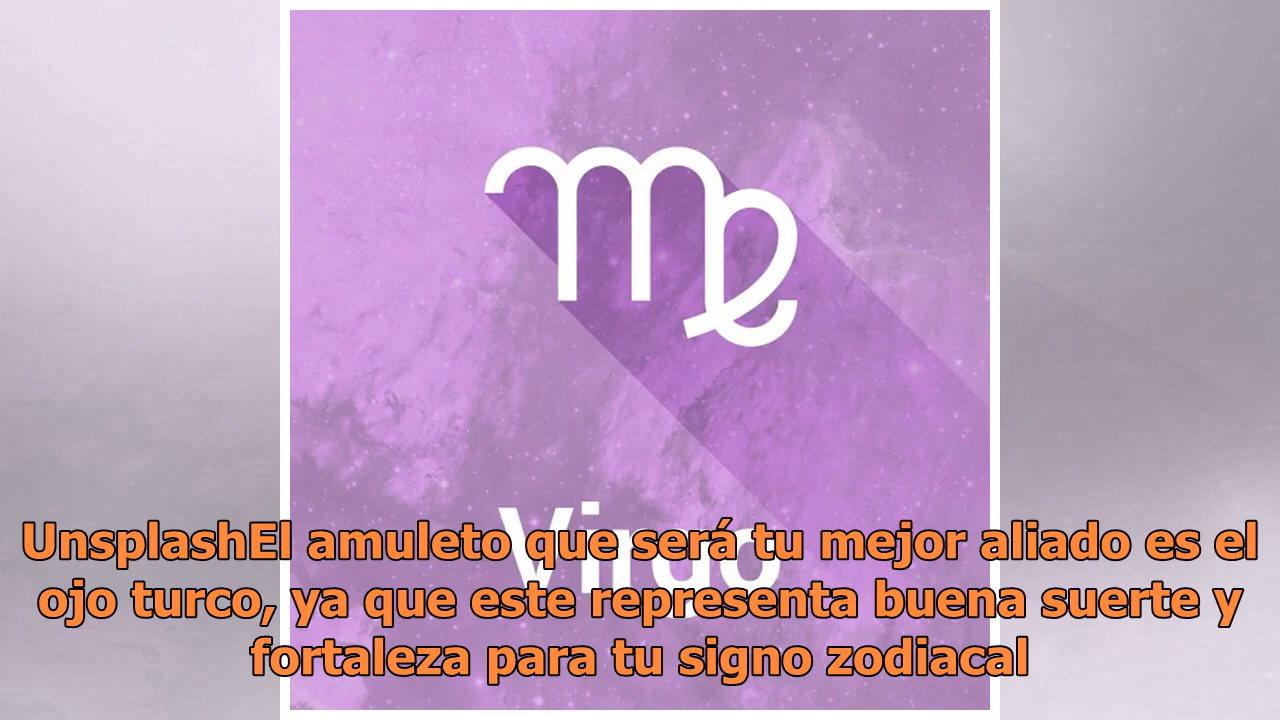 Virgo
UnsplashEl amuleto que será tu mejor aliado es el
ojo turco, ya que este representa buena suerte y
fortaleza para tu signo zodiacal